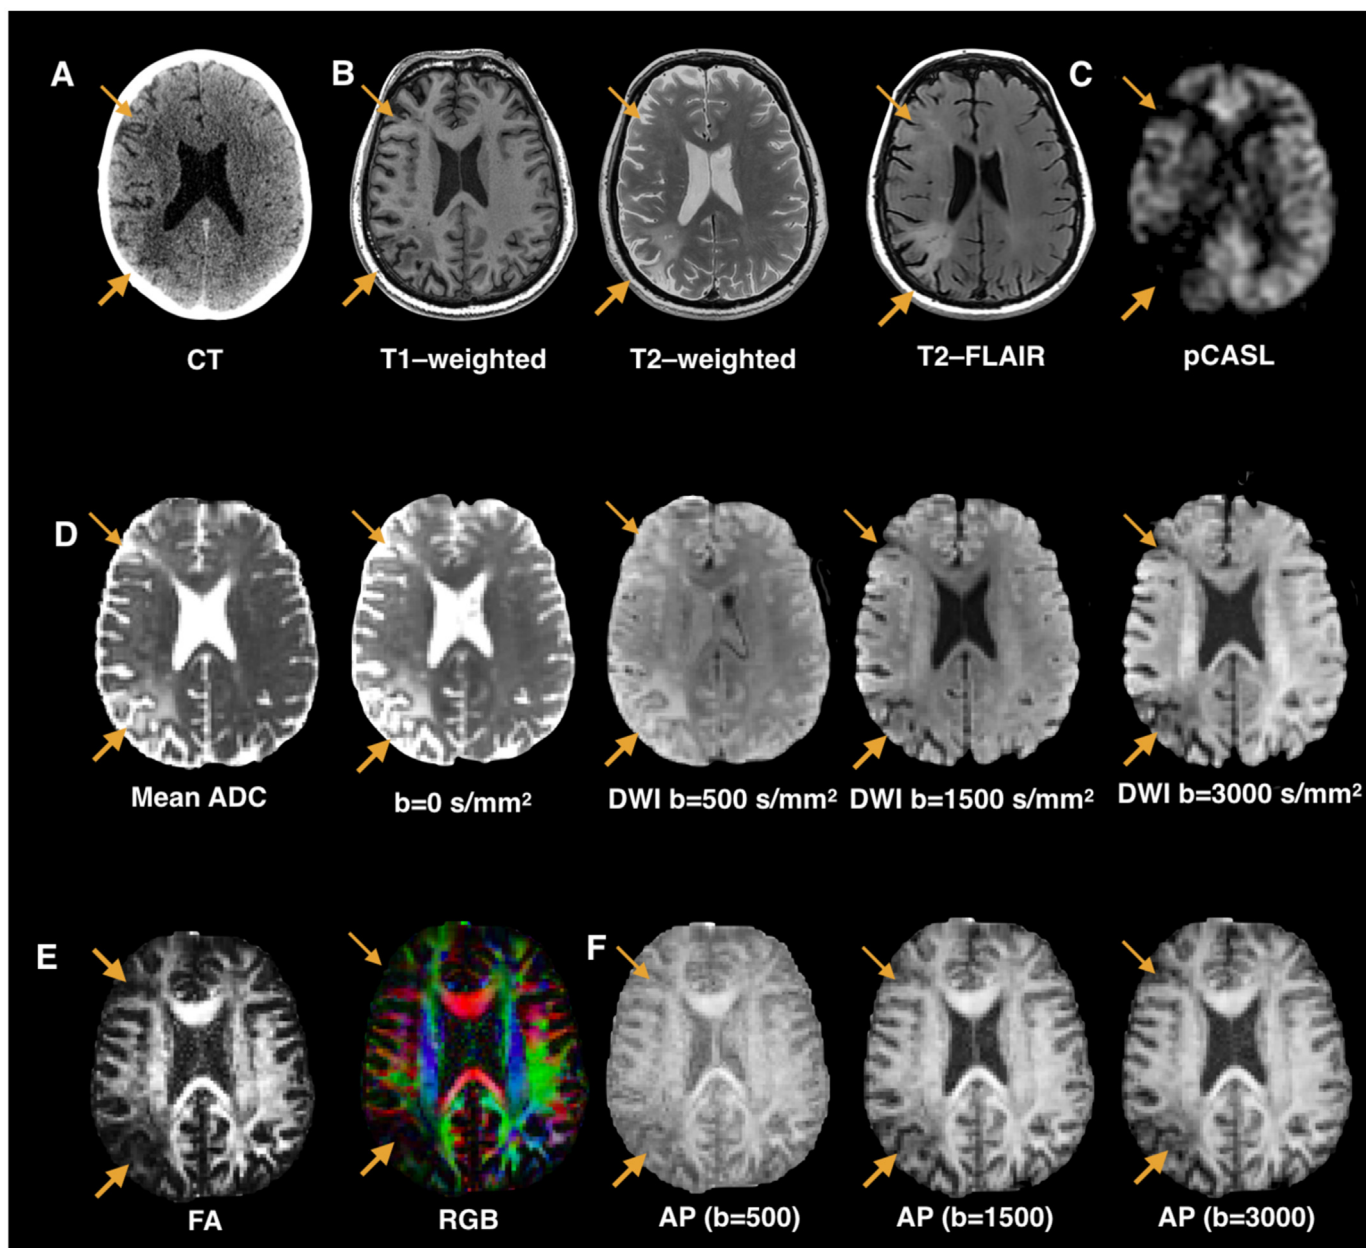 A
B
C
CT
T1–weighted
T2–weighted
T2–FLAIR
pCASL
D
Mean ADC
b=0 s/mm²
DWI b=500 s/mm²
DWI b=1500 s/mm²
DWI b=3000 s/mm²
E
F
FA
RGB
AP (b=500)
AP (b=1500)
AP (b=3000)